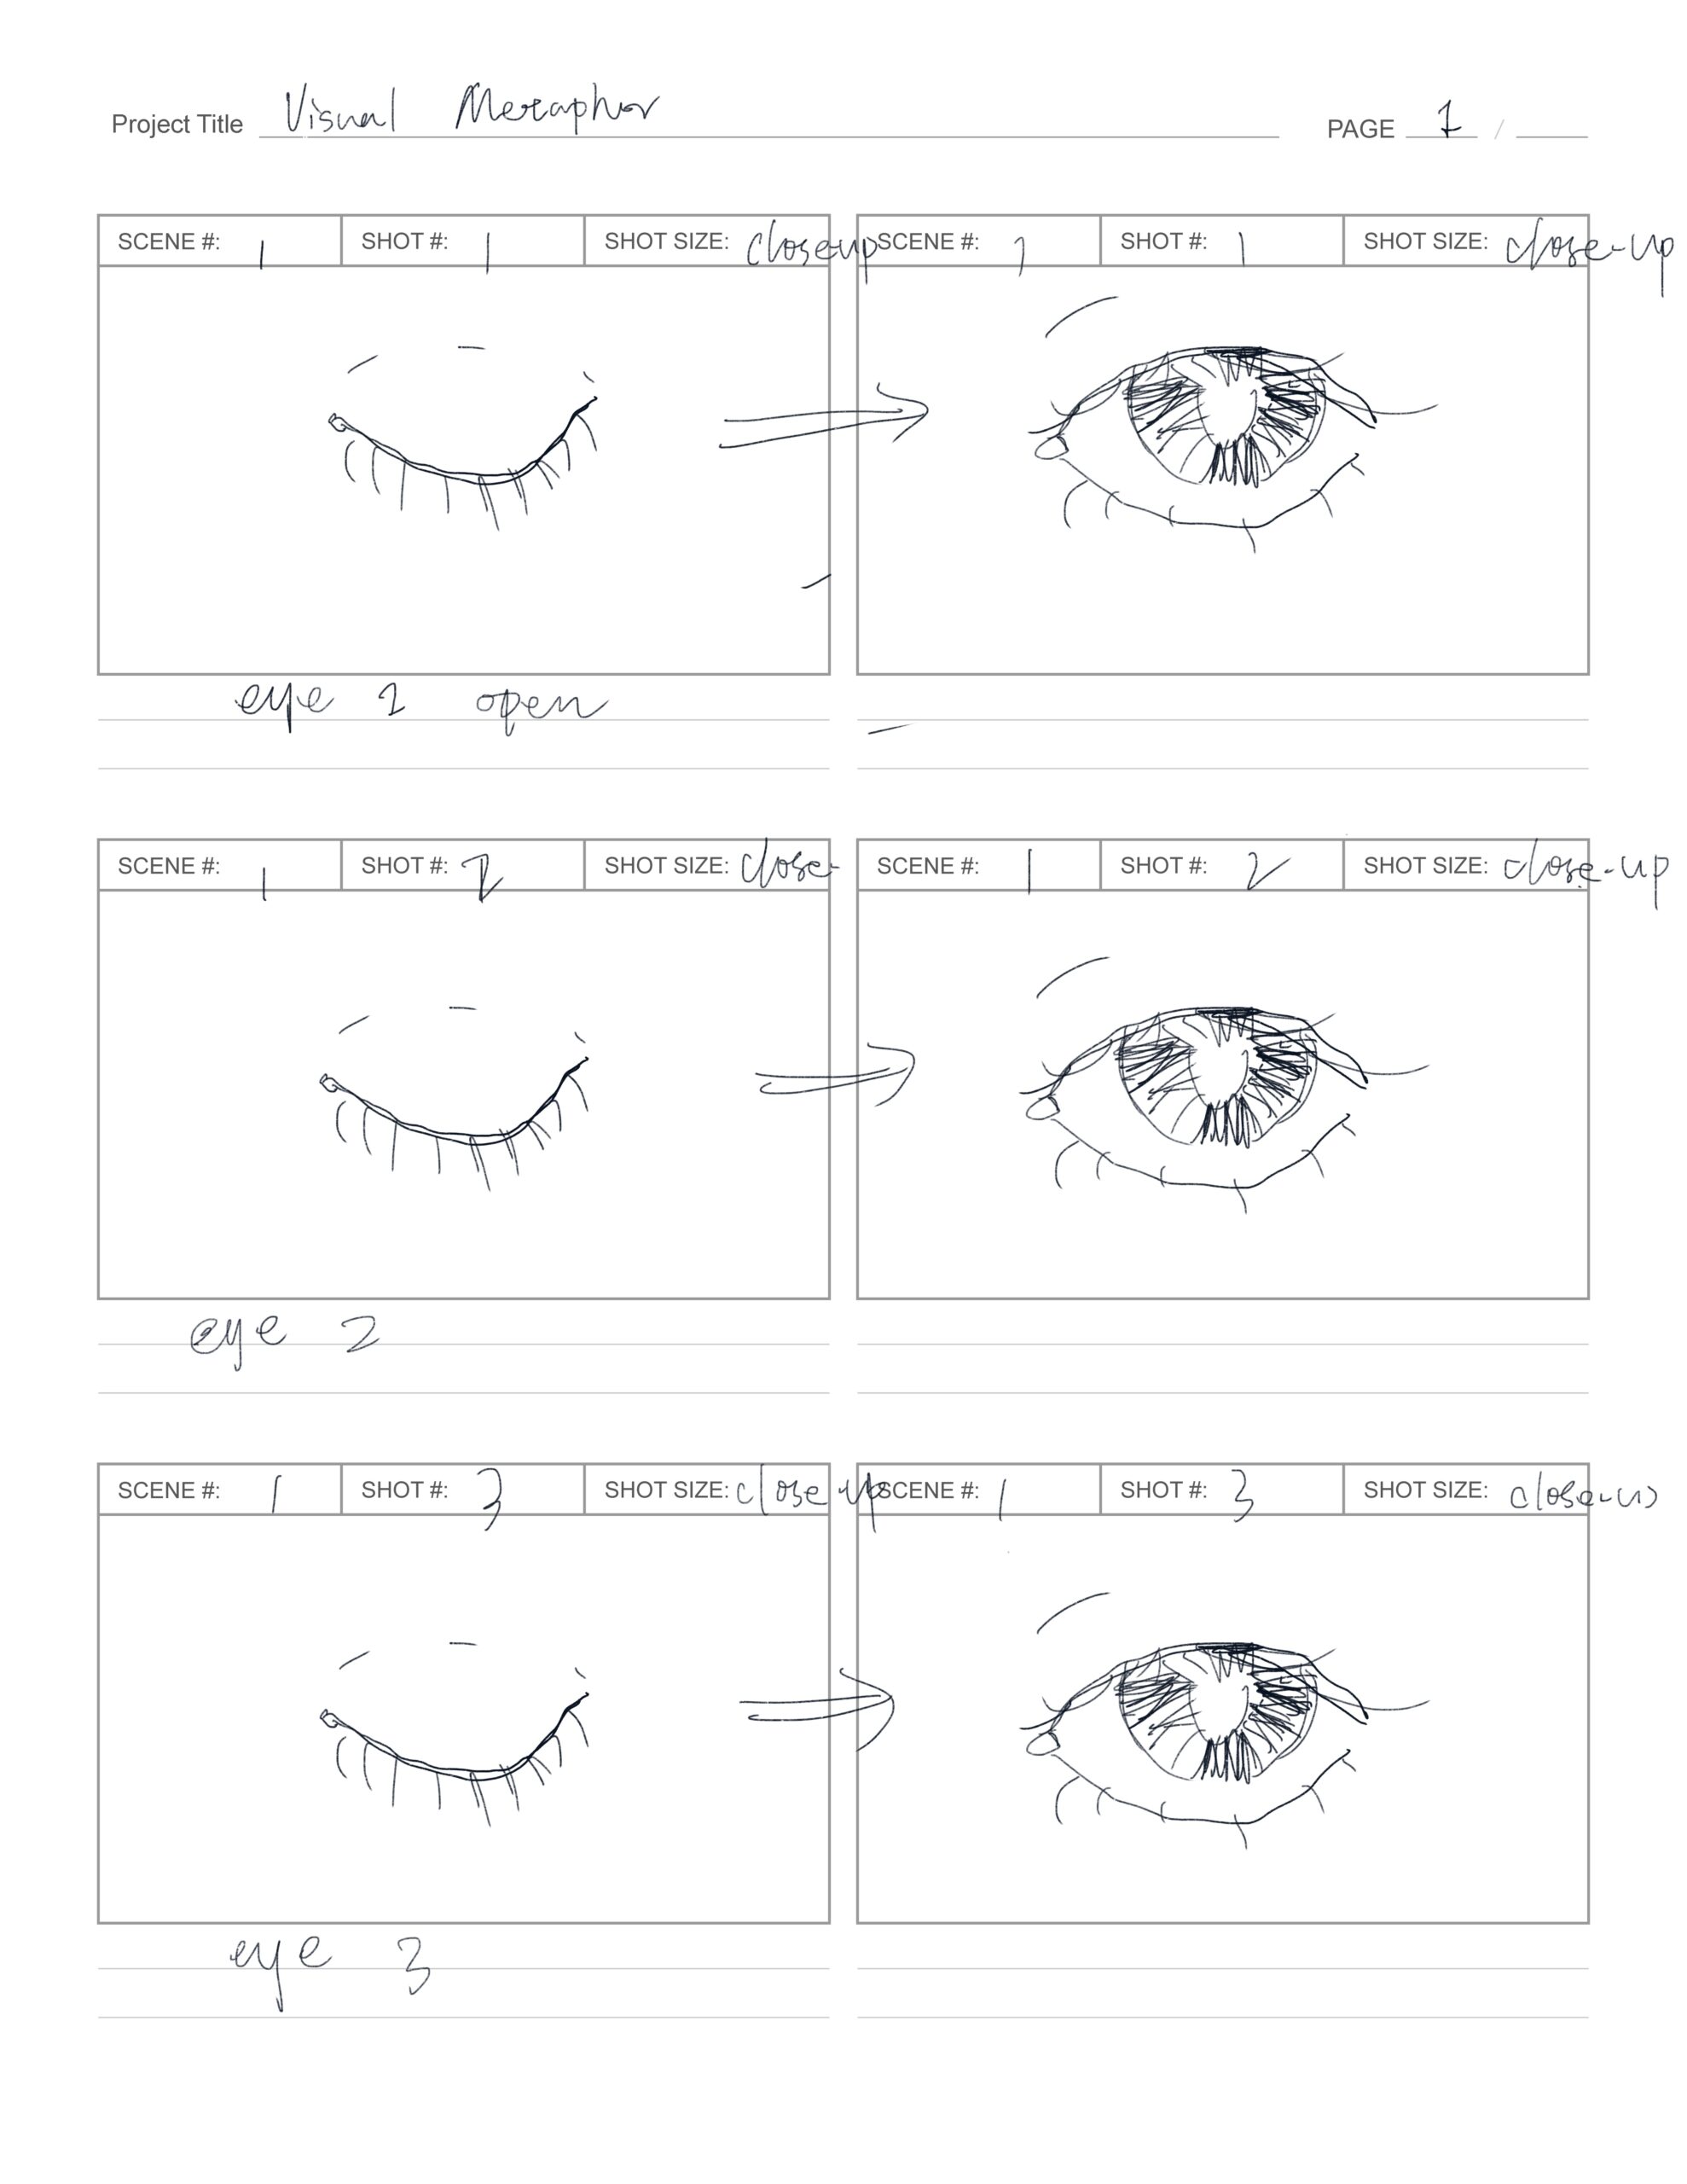 Project Title Visual Metaphor PAGE 1 /
SCENE #: 1 SHOT #: 1 SHOT SIZE: close-up
SCENE #: 1 SHOT #: 1 SHOT SIZE: close-up
eye 1 open
SCENE #: 1 SHOT #: 2 SHOT SIZE: close-
SCENE #: 1 SHOT #: 2 SHOT SIZE: close-up
eye 2
SCENE #: 1 SHOT #: 3 SHOT SIZE: close-up
SCENE #: 1 SHOT #: 3 SHOT SIZE: close-up
eye 3